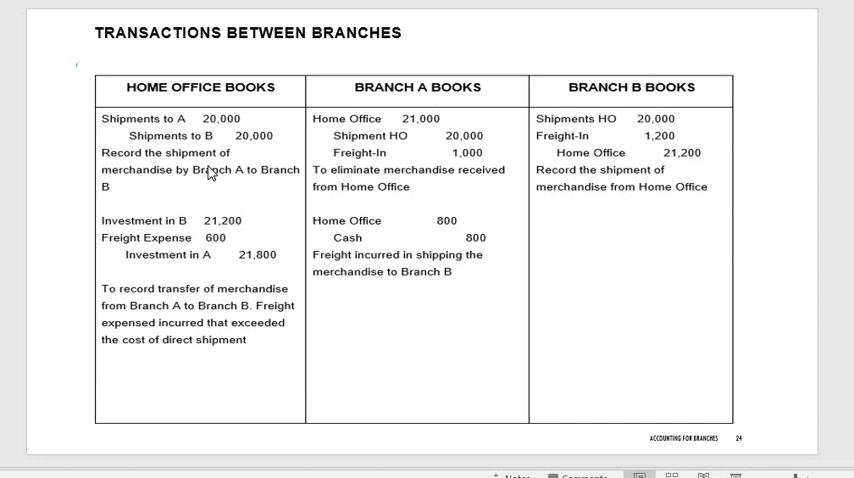 TRANSACTIONS BETWEEN BRANCHES
HOME OFFICE BOOKS
Shipments to A 20,000
Shipments to B 20,000
Record the shipment of
merchandise by Branch A to Branch
B
Investment in B 21,200
Freight Expense 600
Investment in A 21,800
To record transfer of merchandise
from Branch A to Branch B. Freight
expensed incurred that exceeded
the cost of direct shipment
BRANCH A BOOKS
Home Office 21,000
Shipment HO 20,000
Freight-In 1,000
To eliminate merchandise received
from Home Office
Home Office 800
Cash 800
Freight incurred in shipping the
merchandise to Branch B
BRANCH B BOOKS
Shipments HO 20,000
Freight-In 1,200
Home Office 21,200
Record the shipment of
merchandise from Home Office
ACCOUNTING FOR BRANCHES 24
Notes Comments